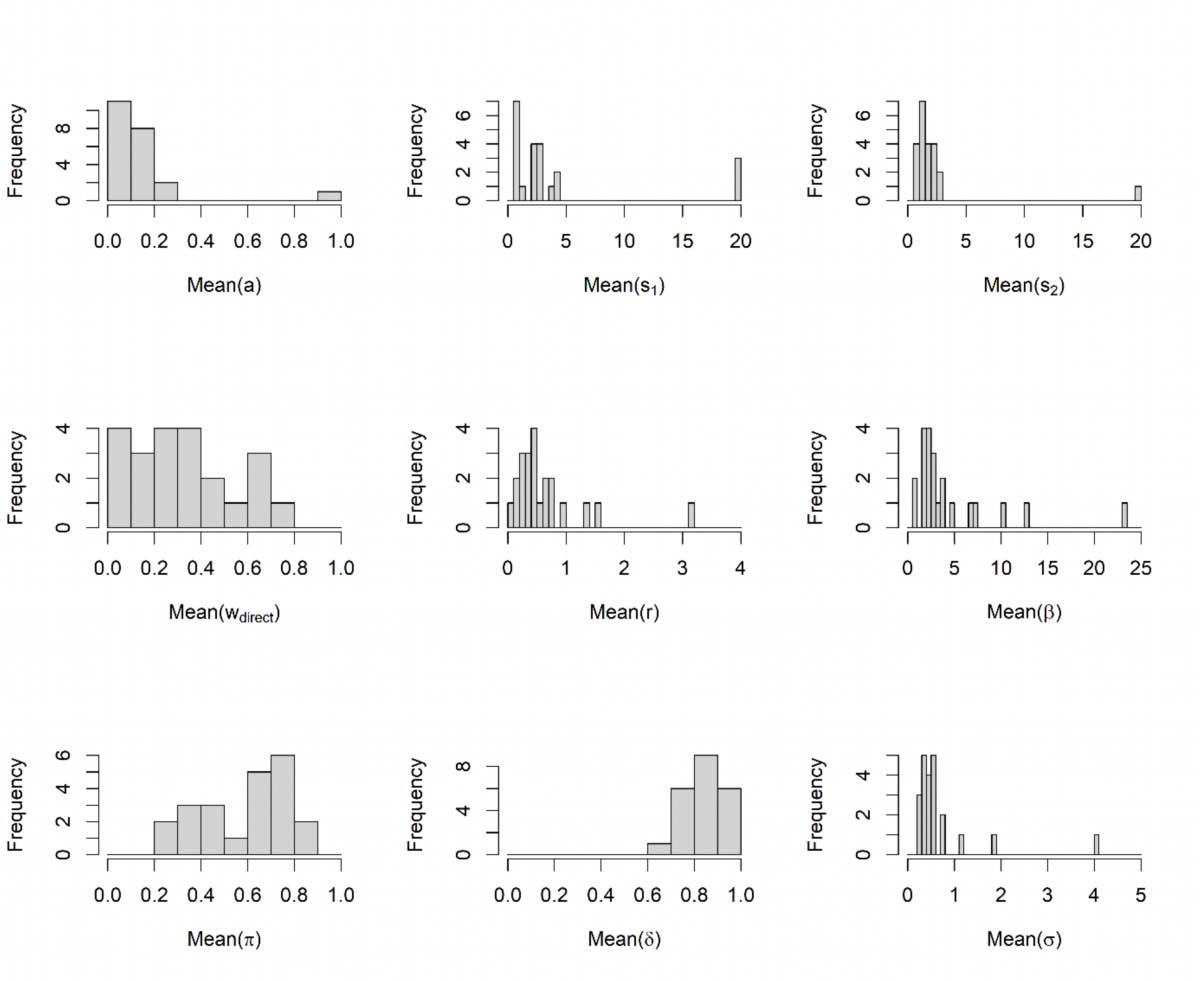 Frequency
8
4
0
0.0 0.2 0.4 0.6 0.8 1.0
Mean(a)
Frequency
6
4
2
0
0 5 10 15 20
Mean(s₁)
Frequency
6
4
2
0
0 5 10 15 20
Mean(s₂)
Frequency
4
2
0
0.0 0.2 0.4 0.6 0.8 1.0
Mean(w_direct)
Frequency
4
2
0
0 1 2 3 4
Mean(r)
Frequency
4
2
0
0 5 10 15 20 25
Mean(β)
Frequency
6
4
2
0
0.0 0.2 0.4 0.6 0.8 1.0
Mean(π)
Frequency
8
4
0
0.0 0.2 0.4 0.6 0.8 1.0
Mean(δ)
Frequency
4
2
0
0 1 2 3 4 5
Mean(σ)